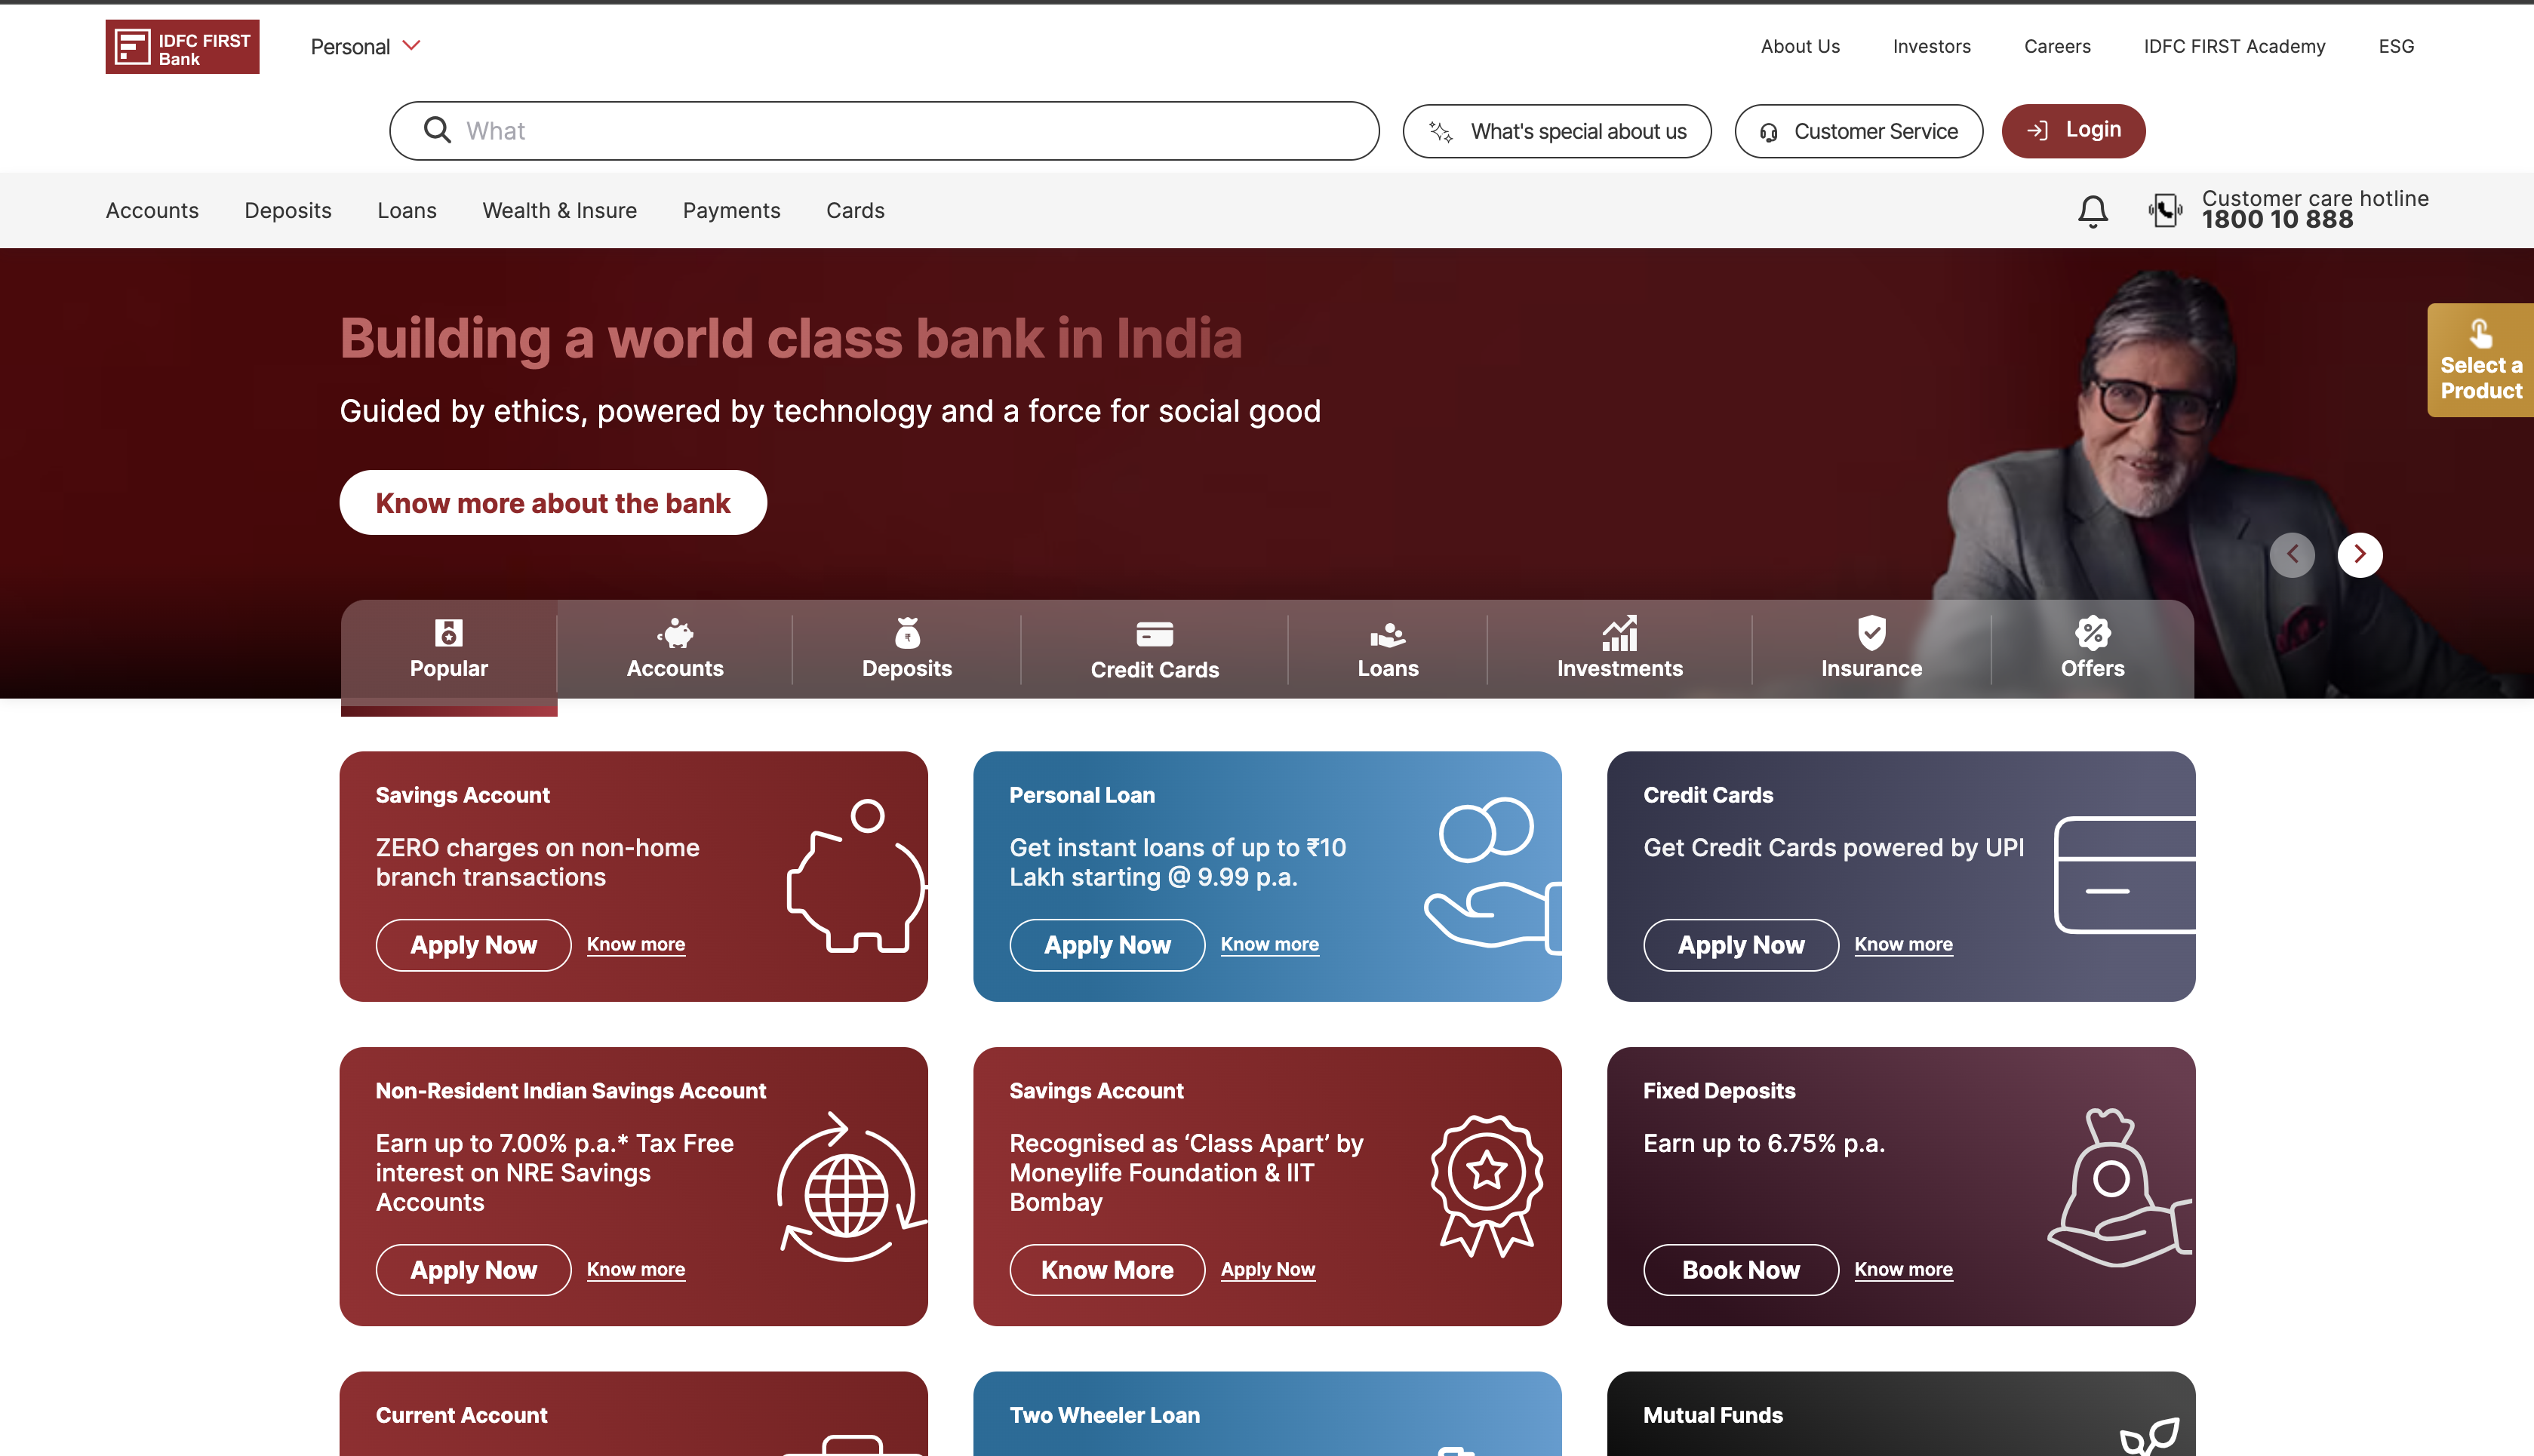 IDFC FIRST
Bank
Personal
About Us
Investors
Careers
IDFC FIRST Academy
ESG
What
What's special about us
Customer Service
Login
Accounts
Deposits
Loans
Wealth & Insure
Payments
Cards
Customer care hotline
1800 10 888
Building a world class bank in India
Guided by ethics, powered by technology and a force for social good
Know more about the bank
Select a
Product
Popular
Accounts
Deposits
Credit Cards
Loans
Investments
Insurance
Offers
Savings Account
ZERO charges on non-home
branch transactions
Apply Now
Know more
Personal Loan
Get instant loans of up to ₹10
Lakh starting @ 9.99 p.a.
Apply Now
Know more
Credit Cards
Get Credit Cards powered by UPI
Apply Now
Know more
Non-Resident Indian Savings Account
Earn up to 7.00% p.a.* Tax Free
interest on NRE Savings
Accounts
Apply Now
Know more
Savings Account
Recognised as ‘Class Apart’ by
Moneylife Foundation & IIT
Bombay
Know More
Apply Now
Fixed Deposits
Earn up to 6.75% p.a.
Book Now
Know more
Current Account
Two Wheeler Loan
Mutual Funds